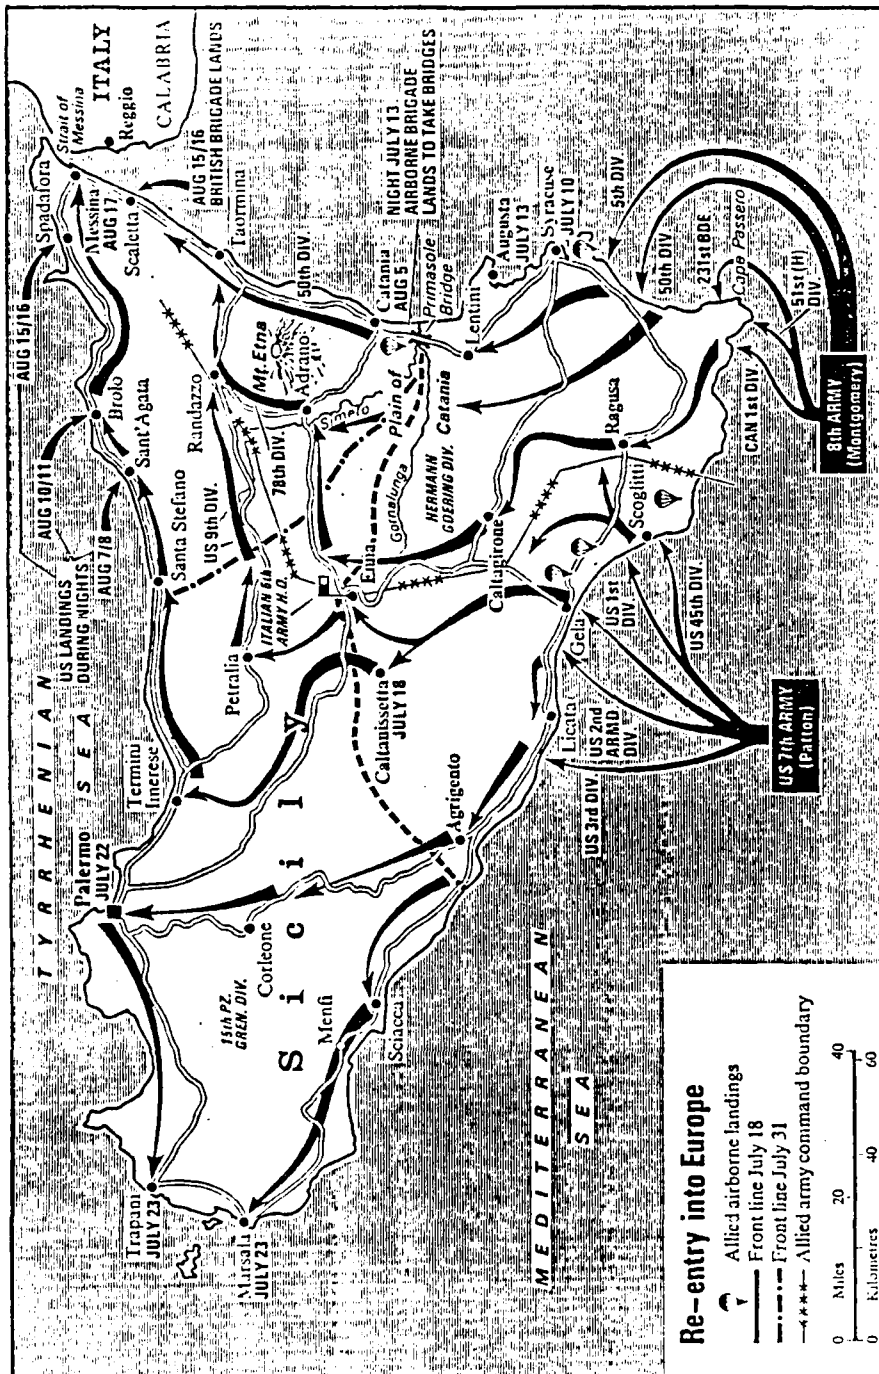 TYRRHENIAN
SEA
US LANDINGS
DURING NIGHTS
AUG 7/8
AUG 10/11
AUG 15/16
Palermo
JULY 22
Termini
Imerese
Santa Stefano
Sant'Agata
Brolo
Spadafora
Messina
AUG 17
Strait of
Messina
ITALY
Reggio
CALABRIA
Scaletta
AUG 15/16
BRITISH BRIGADE LANDS
Taormina
Trapani
JULY 23
Marsala
JULY 23
Corleone
15th PZ.
GREN. DIV.
Menfi
Sciacca
Sicily
Petralia
ITALIAN 6th
ARMY H.Q.
US 9th DIV.
78th DIV.
Randazzo
Mt. Etna
Adrano
Simeto
50th DIV.
Catania
AUG 5
NIGHT JULY 13
AIRBORNE BRIGADE
LANDS TO TAKE BRIDGES
Primasole
Bridge
Plain of
Catania
Gornalunga
HERMANN
GOERING DIV.
Enna
Caltanissetta
JULY 18
Agrigento
Caltagirone
Lentini
Augusta
JULY 13
Syracuse
JULY 10
5th DIV.
50th DIV.
231st BDE
Cape Passero
51st (H)
DIV.
CAN 1st DIV.
Ragusa
Scoglitti
Gela
Licata
US 3rd DIV.
US 2nd
ARMD
DIV.
US 1st
DIV
US 45th DIV.
US 7th ARMY
(Patton)
8th ARMY
(Montgomery)
MEDITERRANEAN
SEA
Re-entry into Europe
Allied airborne landings
Front line July 18
Front line July 31
Allied army command boundary
0 Miles 20 40
0 Kilometres 40 60